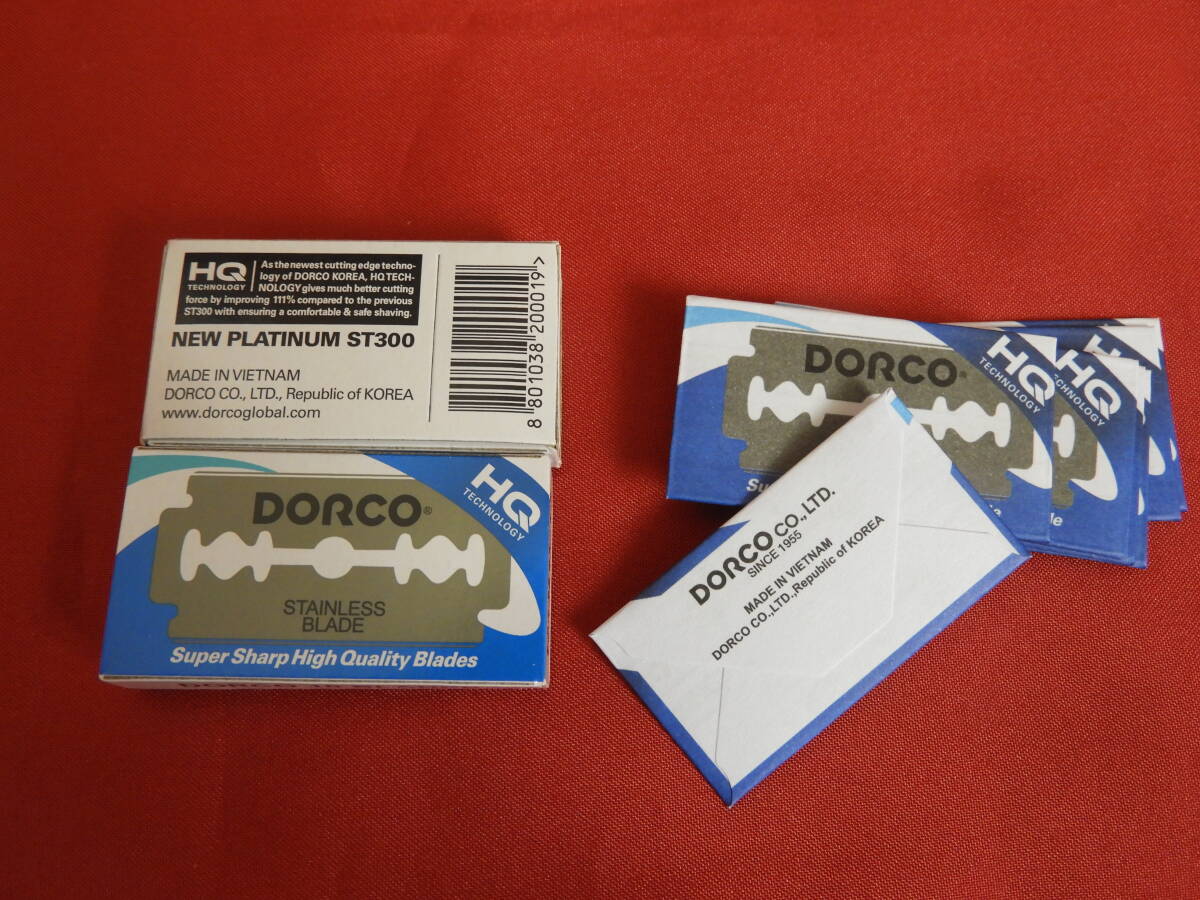 HQ
TECHNOLOGY
As the newest cutting edge techno-
logy of DORCO KOREA, HQ TECH-
NOLOGY gives much better cutting
force by improving 111% compared to the previous
ST300 with ensuring a comfortable & safe shaving.
NEW PLATINUM ST300
MADE IN VIETNAM
DORCO CO., LTD., Republic of KOREA
www.dorcoglobal.com
8 801038 200019 >
HQ
TECHNOLOGY
DORCO®
STAINLESS
BLADE
Super Sharp High Quality Blades
DORCO®
HQ
TECHNOLOGY
HQ
TECHNOLOGY
DORCO CO., LTD.
SINCE 1955
MADE IN VIETNAM
DORCO CO.,LTD.,Republic of KOREA